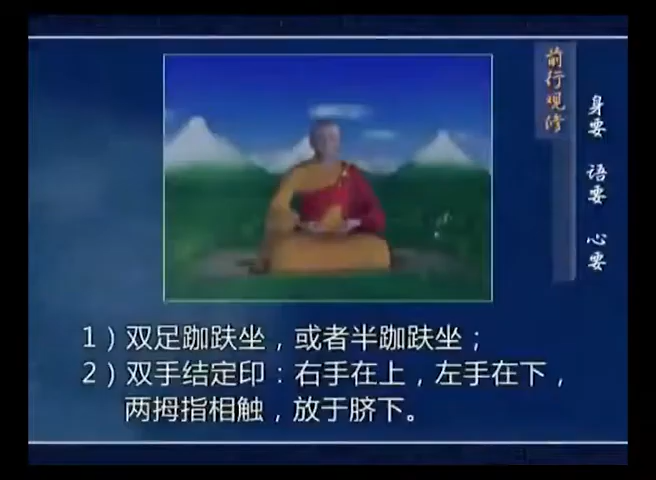 前行观修
身要 语要 心要
1）双足跏趺坐，或者半跏趺坐；
2）双手结定印：右手在上，左手在下，
两拇指相触，放于脐下。